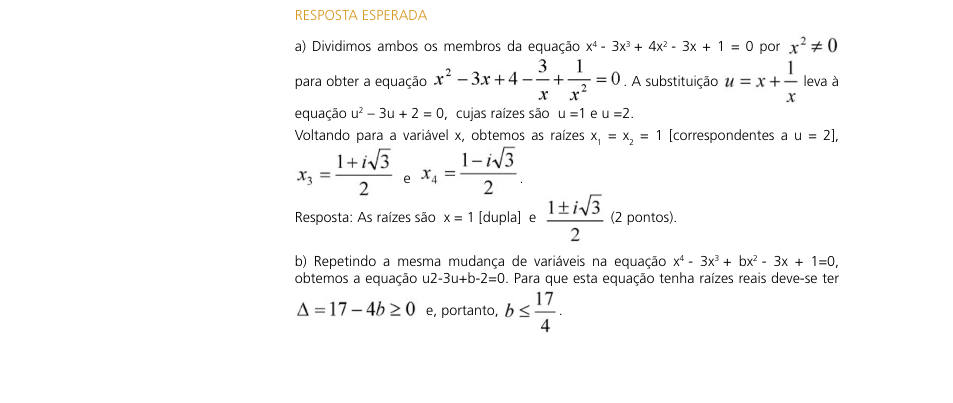 RESPOSTA ESPERADA
a) Dividimos ambos os membros da equação x⁴ - 3x³ + 4x² - 3x + 1 = 0 por x² ≠ 0
para obter a equação x² − 3x + 4 − 3/x + 1/x² = 0. A substituição u = x + 1/x leva à
equação u² – 3u + 2 = 0, cujas raízes são u =1 e u =2.
Voltando para a variável x, obtemos as raízes x₁ = x₂ = 1 [correspondentes a u = 2],
x₃ = (1 + i√3)/2 e x₄ = (1 − i√3)/2.
Resposta: As raízes são x = 1 [dupla] e (1 ± i√3)/2 (2 pontos).
b) Repetindo a mesma mudança de variáveis na equação x⁴ - 3x³ + bx² - 3x + 1=0,
obtemos a equação u2-3u+b-2=0. Para que esta equação tenha raízes reais deve-se ter
Δ = 17 − 4b ≥ 0 e, portanto, b ≤ 17/4.